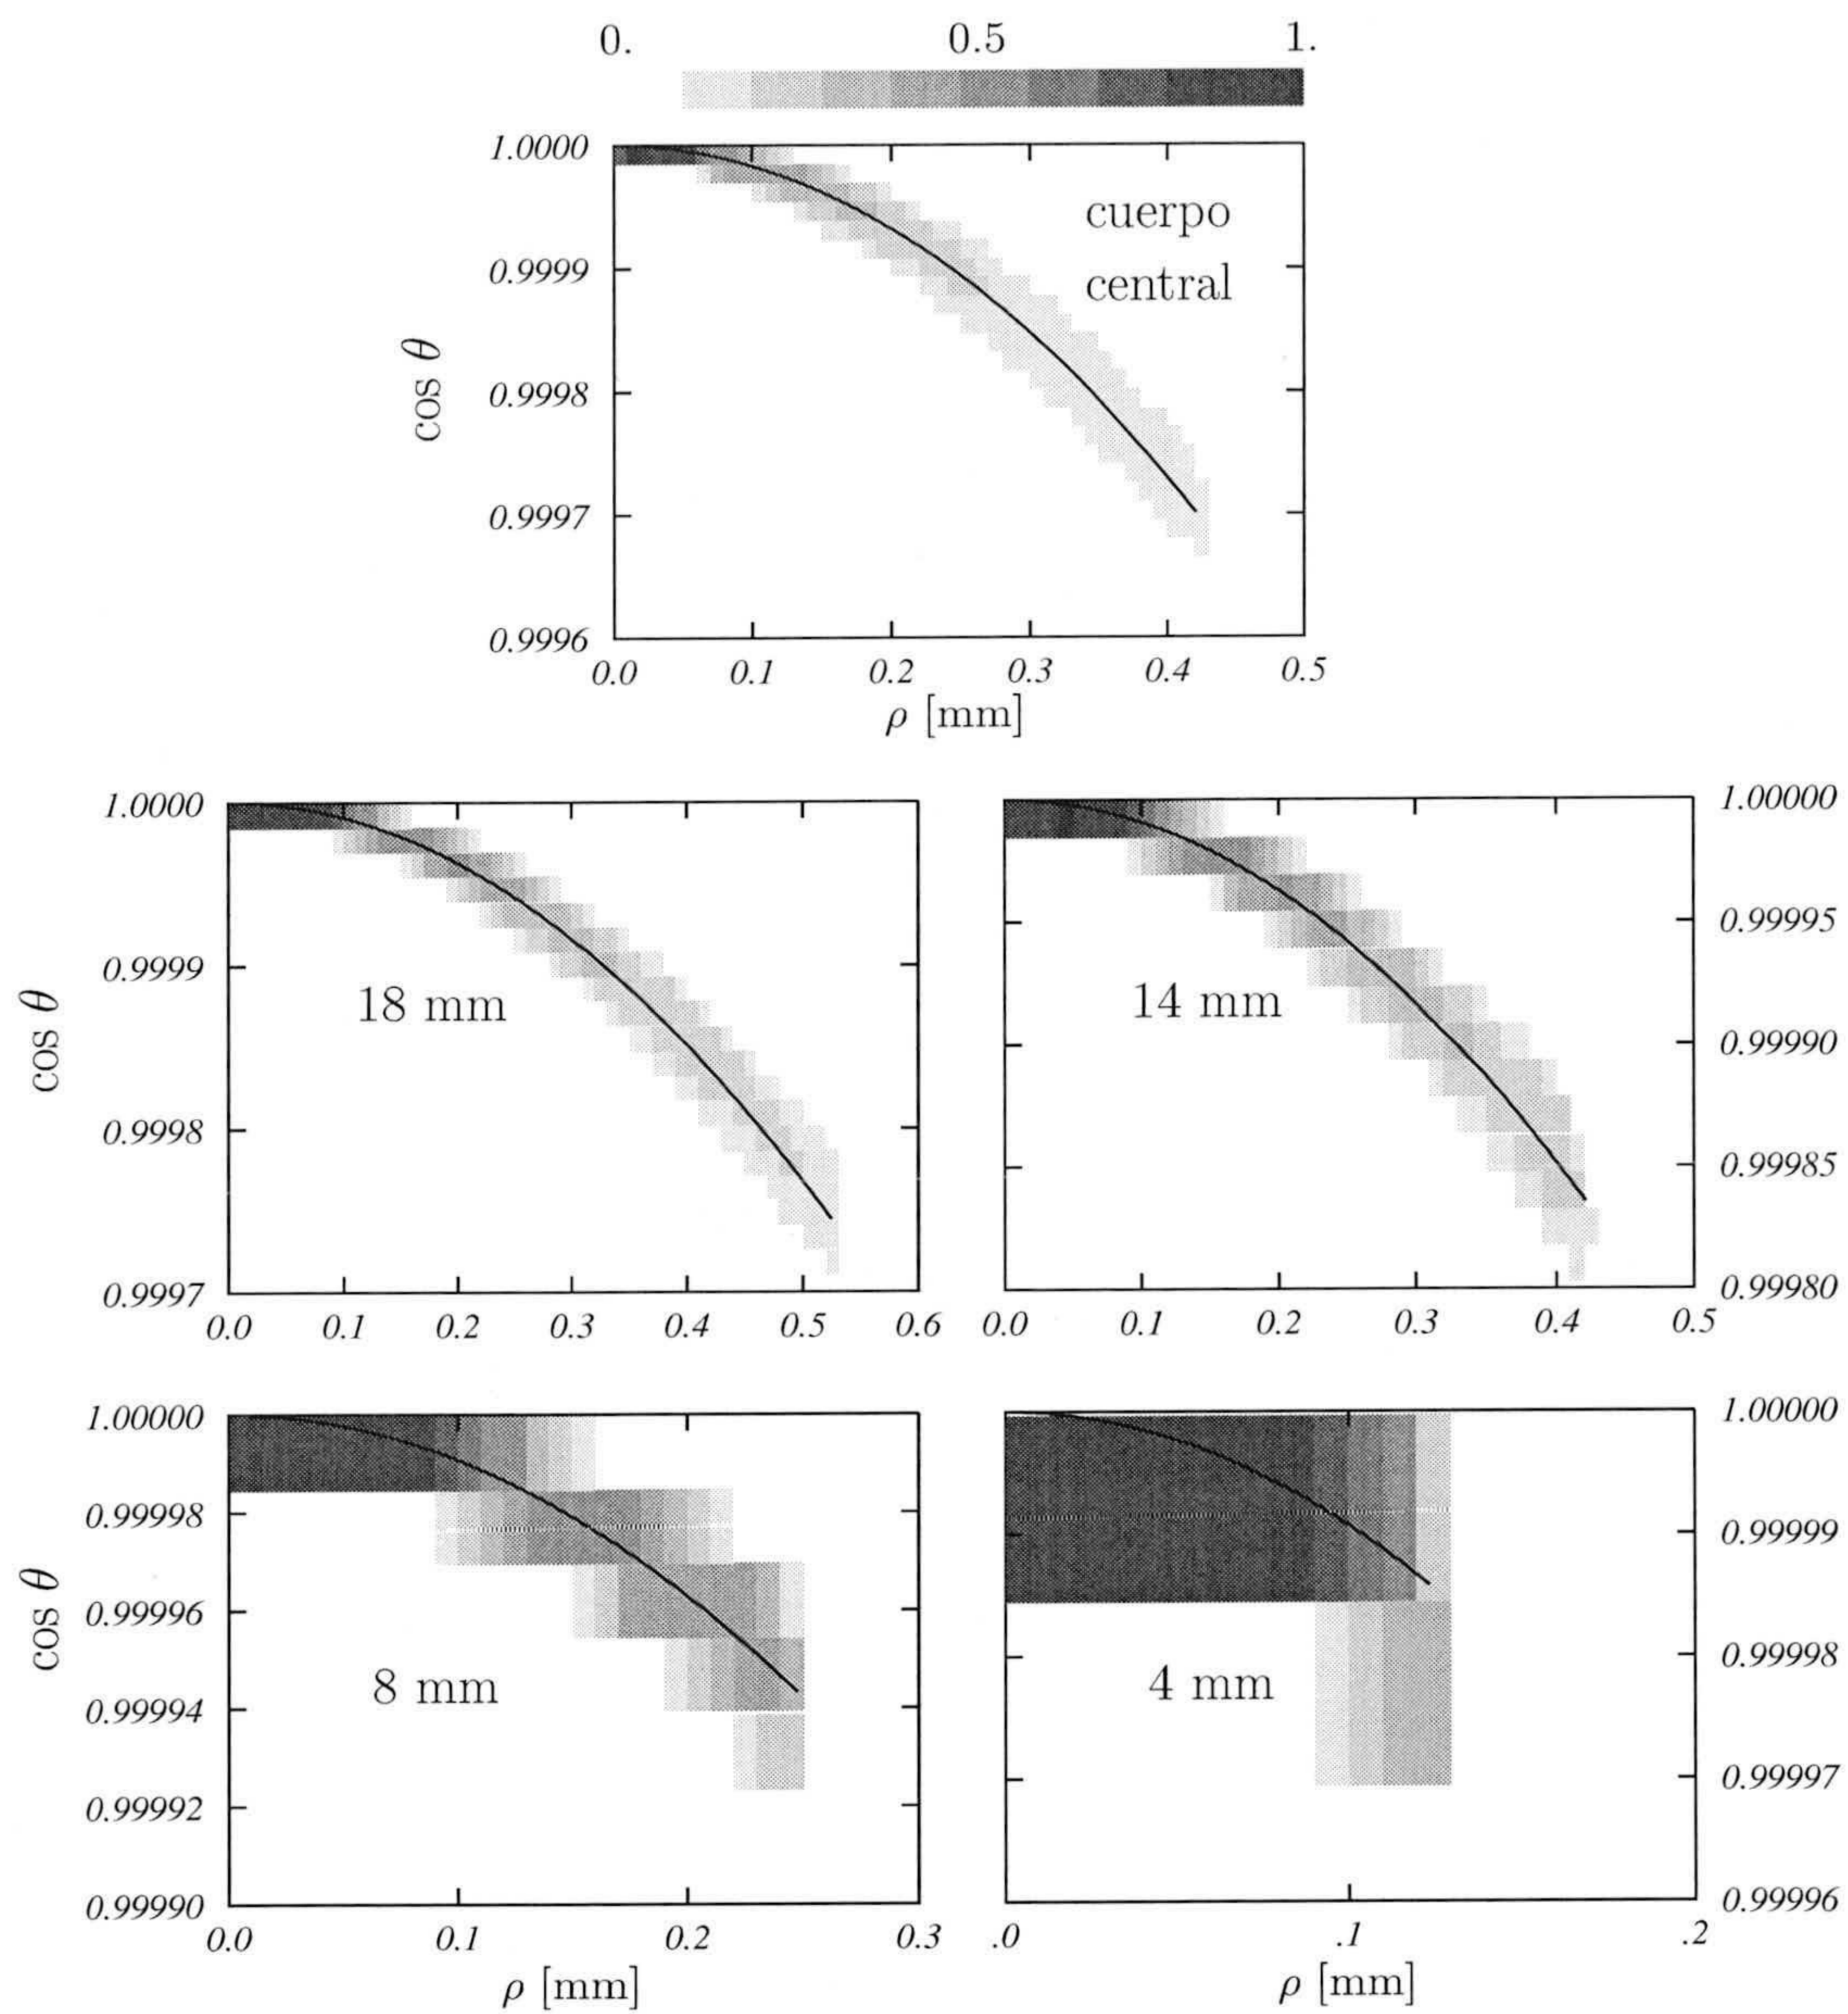 0. 0.5 1.
1.0000
0.9999
0.9998
0.9997
0.9996
cos θ
cuerpo
central
0.0 0.1 0.2 0.3 0.4 0.5
ρ [mm]
1.0000
0.9999
0.9998
0.9997
cos θ
18 mm
0.0 0.1 0.2 0.3 0.4 0.5 0.6
1.00000
0.99995
0.99990
0.99985
0.99980
14 mm
0.0 0.1 0.2 0.3 0.4 0.5
1.00000
0.99998
0.99996
0.99994
0.99992
0.99990
cos θ
8 mm
0.0 0.1 0.2 0.3
ρ [mm]
1.00000
0.99999
0.99998
0.99997
0.99996
4 mm
.0 .1 .2
ρ [mm]